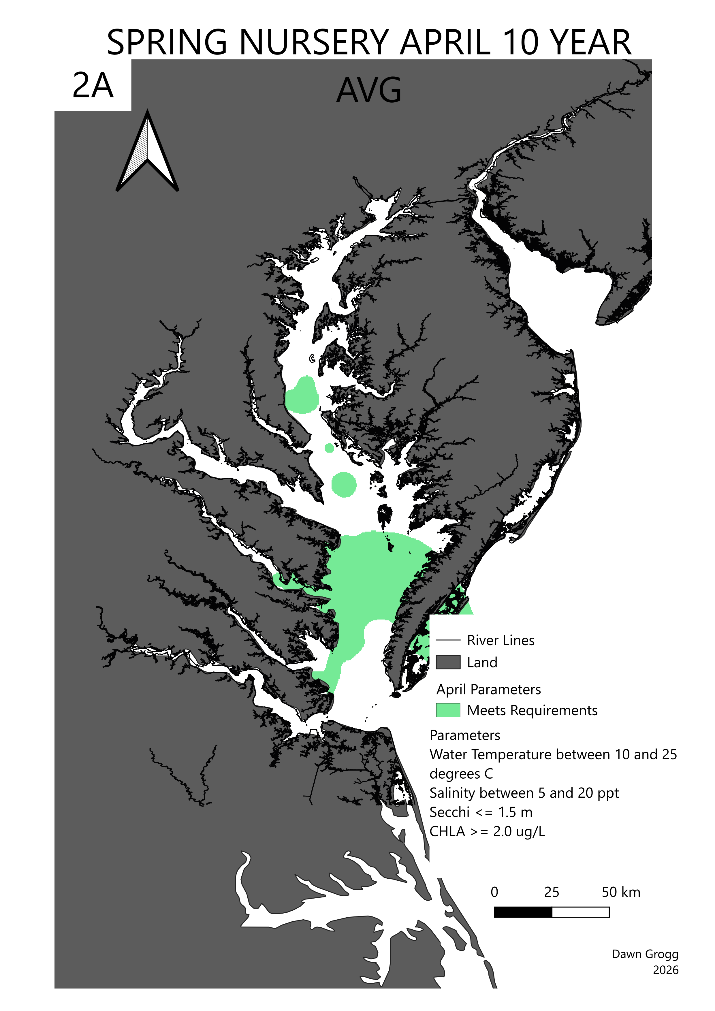 SPRING NURSERY APRIL 10 YEAR
AVG
2A
River Lines
Land
April Parameters
Meets Requirements
Parameters
Water Temperature between 10 and 25
degrees C
Salinity between 5 and 20 ppt
Secchi <= 1.5 m
CHLA >= 2.0 ug/L
0 25 50 km
Dawn Grogg
2026